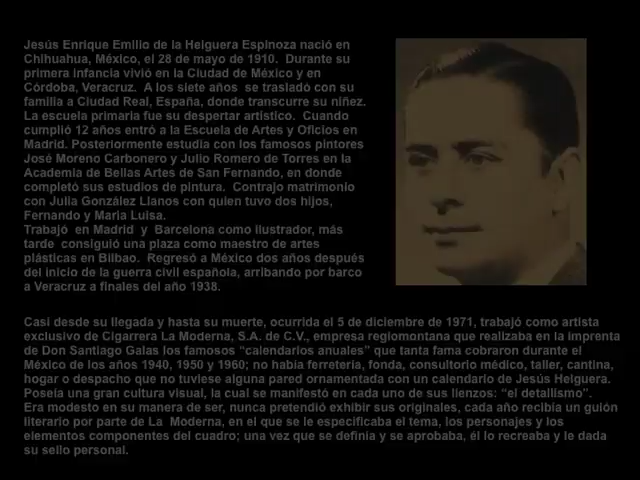 Jesús Enrique Emilio de la Helguera Espinoza nació en
Chihuahua, México, el 28 de mayo de 1910. Durante su
primera infancia vivió en la Ciudad de México y en
Córdoba, Veracruz. A los siete años se trasladó con su
familia a Ciudad Real, España, donde transcurre su niñez.
La escuela primaria fue su despertar artístico. Cuando
cumplió 12 años entró a la Escuela de Artes y Oficios en
Madrid. Posteriormente estudia con los famosos pintores
José Moreno Carbonero y Julio Romero de Torres en la
Academia de Bellas Artes de San Fernando, en donde
completó sus estudios de pintura. Contrajo matrimonio
con Julia González Llanos con quien tuvo dos hijos,
Fernando y María Luisa.
Trabajó en Madrid y Barcelona como ilustrador, más
tarde consiguió una plaza como maestro de artes
plásticas en Bilbao. Regresó a México dos años después
del inicio de la guerra civil española, arribando por barco
a Veracruz a finales del año 1938.
Casi desde su llegada y hasta su muerte, ocurrida el 5 de diciembre de 1971, trabajó como artista
exclusivo de Cigarrera La Moderna, S.A. de C.V., empresa regiomontana que realizaba en la imprenta
de Don Santiago Galas los famosos “calendarios anuales” que tanta fama cobraron durante el
México de los años 1940, 1950 y 1960; no había ferretería, fonda, consultorio médico, taller, cantina,
hogar o despacho que no tuviese alguna pared ornamentada con un calendario de Jesús Helguera.
Poseía una gran cultura visual, la cual se manifestó en cada uno de sus lienzos: “el detallismo”.
Era modesto en su manera de ser, nunca pretendió exhibir sus originales, cada año recibía un guión
literario por parte de La Moderna, en el que se le especificaba el tema, los personajes y los
elementos componentes del cuadro; una vez que se definía y se aprobaba, él lo recreaba y le daba
su sello personal.